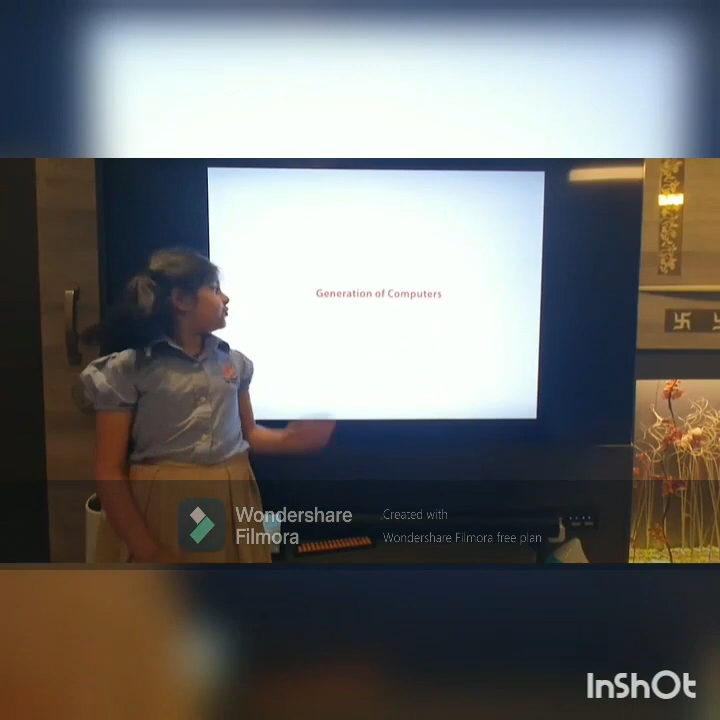 Generation of Computers
Wondershare
Filmora
Created with
Wondershare Filmora free plan
InShOt